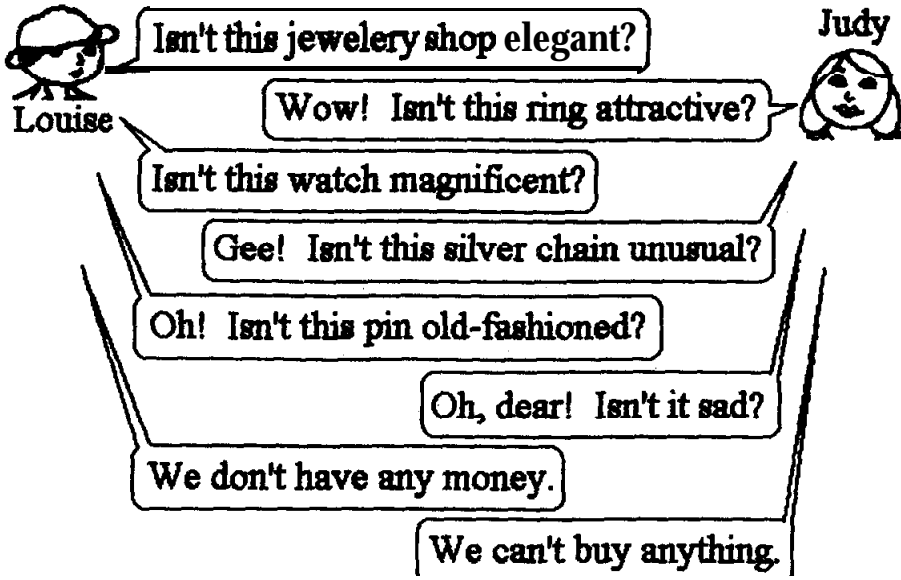 Isn't this jewelery shop elegant?
Judy
Louise
Wow! Isn't this ring attractive?
Isn't this watch magnificent?
Gee! Isn't this silver chain unusual?
Oh! Isn't this pin old-fashioned?
Oh, dear! Isn't it sad?
We don't have any money.
We can't buy anything.